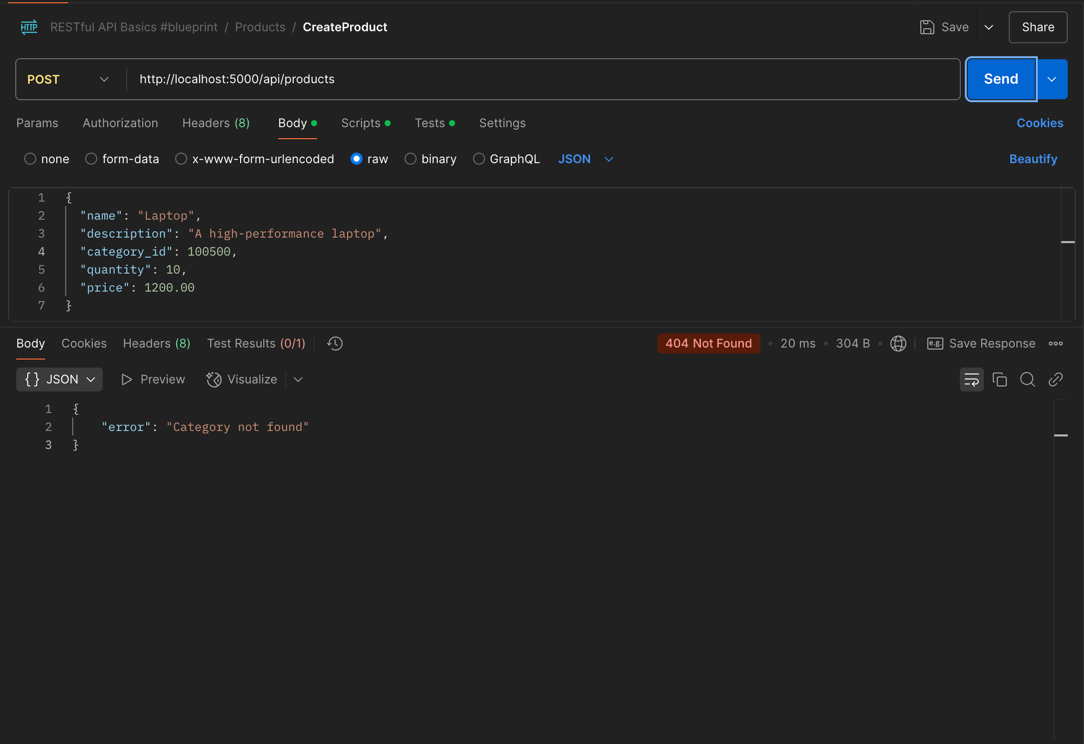 HTTP RESTful API Basics #blueprint / Products / CreateProduct Save Share
POST http://localhost:5000/api/products Send
Params Authorization Headers (8) Body Scripts Tests Settings Cookies
none form-data x-www-form-urlencoded raw binary GraphQL JSON Beautify
1 {
2 "name": "Laptop",
3 "description": "A high-performance laptop",
4 "category_id": 100500,
5 "quantity": 10,
6 "price": 1200.00
7 }
Body Cookies Headers (8) Test Results (0/1) 404 Not Found 20 ms 304 B e.g. Save Response
{} JSON Preview Visualize
1 {
2 "error": "Category not found"
3 }